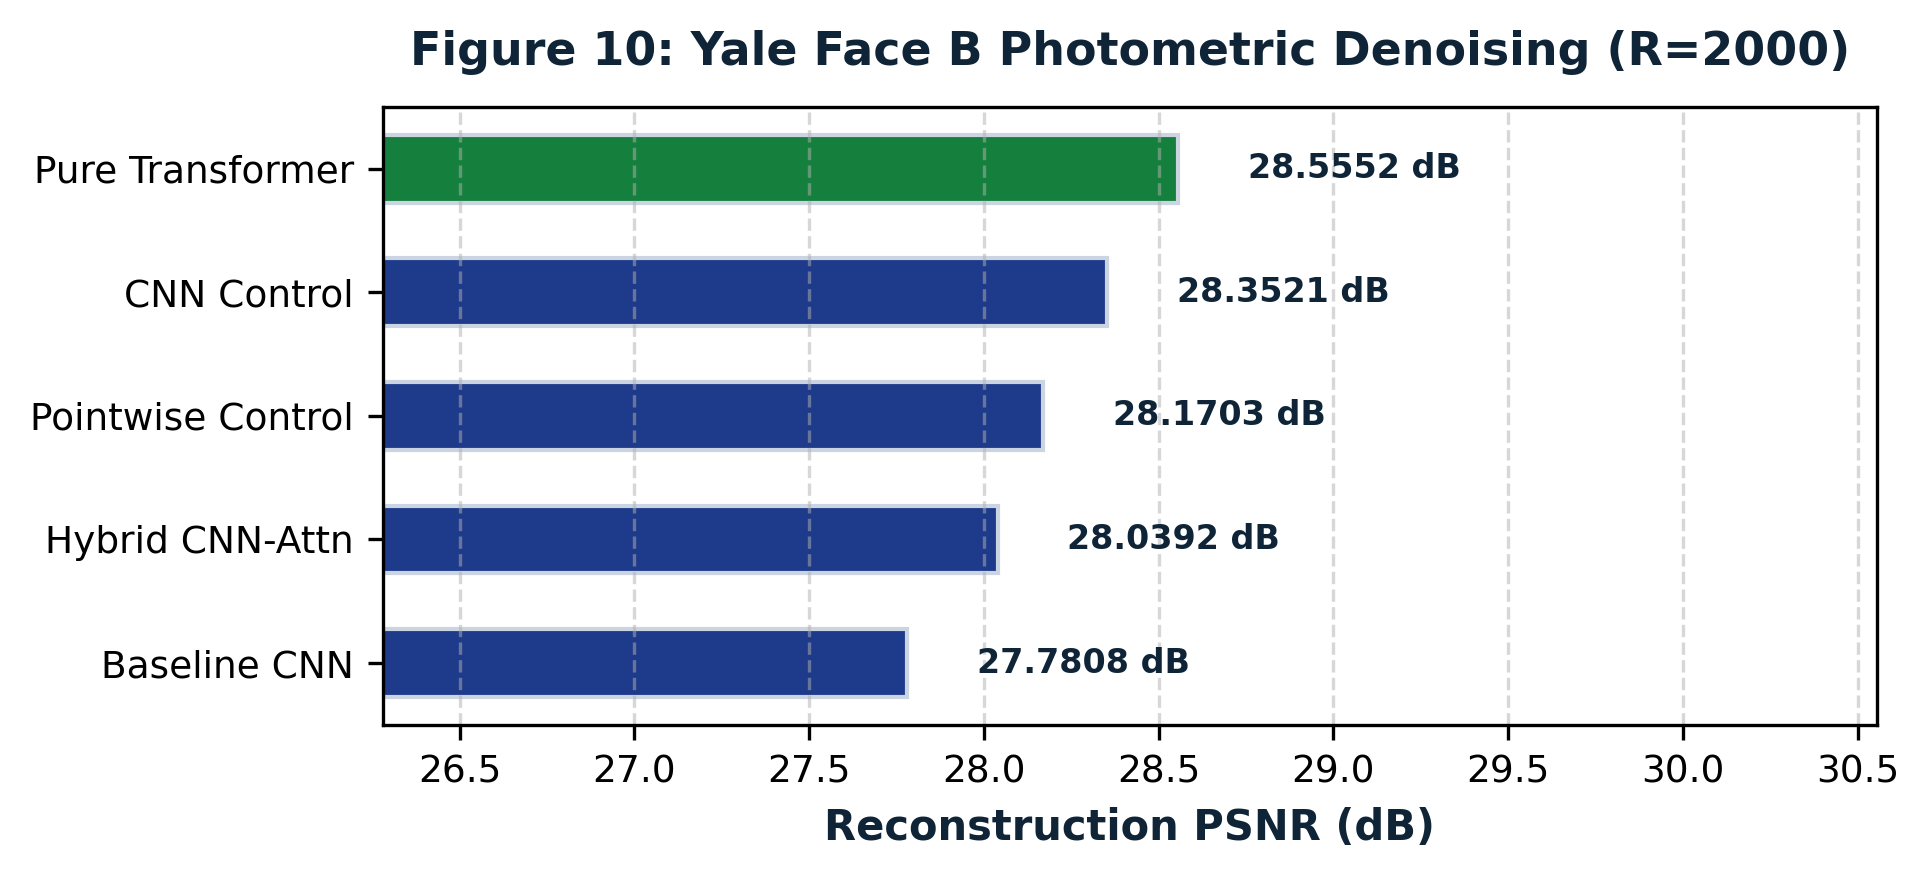 Figure 10: Yale Face B Photometric Denoising (R=2000)
Pure Transformer
28.5552 dB
CNN Control
28.3521 dB
Pointwise Control
28.1703 dB
Hybrid CNN-Attn
28.0392 dB
Baseline CNN
27.7808 dB
26.5 27.0 27.5 28.0 28.5 29.0 29.5 30.0 30.5
Reconstruction PSNR (dB)